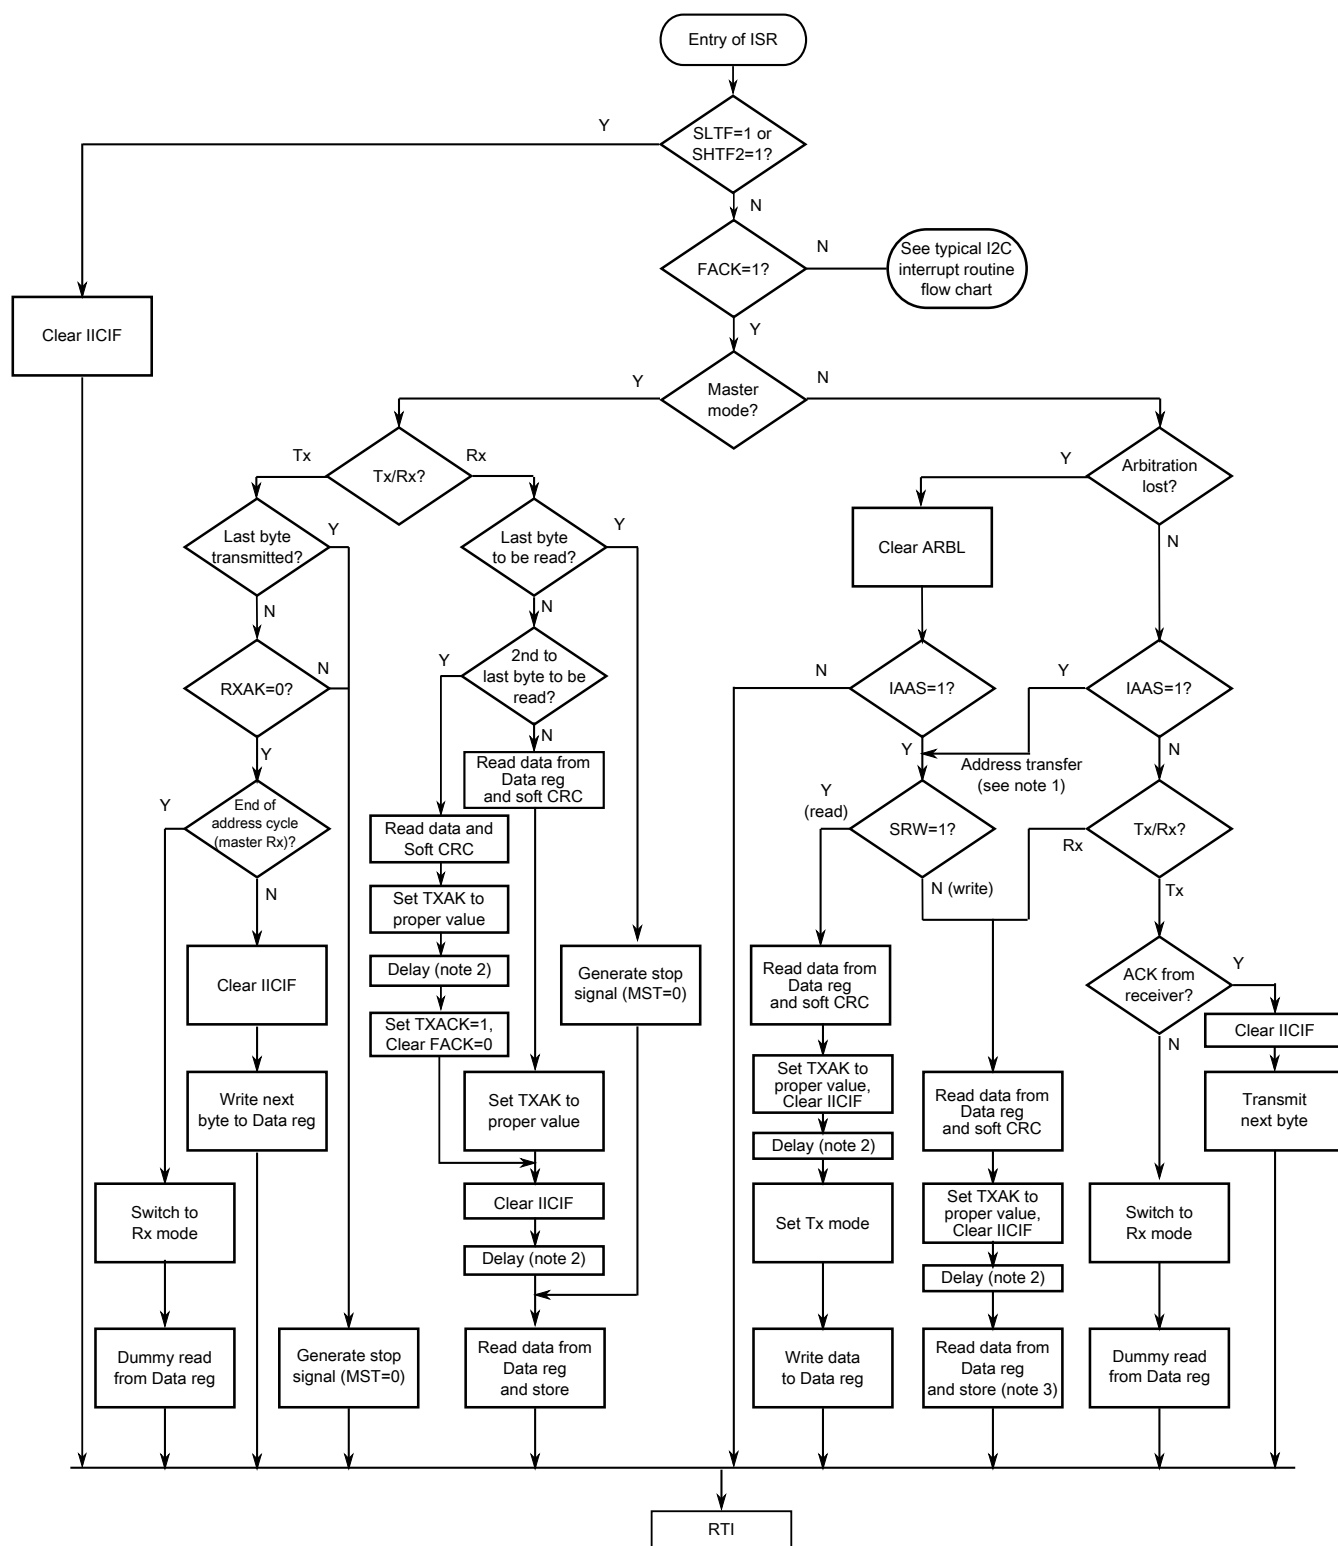 Entry of ISR
Y
SLTF=1 or
SHTF2=1?
N
FACK=1?
N
See typical I2C
interrupt routine
flow chart
Clear IICIF
Y
Y
Master
mode?
N
Tx
Tx/Rx?
Rx
Y
Arbitration
lost?
Last byte
transmitted?
Y
Last byte
to be read?
Y
Clear ARBL
N
N
N
RXAK=0?
N
Y
2nd to
last byte to be
read?
N
IAAS=1?
Y
IAAS=1?
Y
N
Read data from
Data reg
and soft CRC
Y
Address transfer
(see note 1)
N
Y
End of
address cycle
(master Rx)?
Read data and
Soft CRC
Y
(read)
SRW=1?
Rx
Tx/Rx?
N
Set TXAK to
proper value
N (write)
Tx
Clear IICIF
Delay (note 2)
Generate stop
signal (MST=0)
Read data from
Data reg
and soft CRC
ACK from
receiver?
Y
Set TXACK=1,
Clear FACK=0
Clear IICIF
N
Write next
byte to Data reg
Set TXAK to
proper value
Set TXAK to
proper value,
Clear IICIF
Read data from
Data reg
and soft CRC
Transmit
next byte
Delay (note 2)
Switch to
Rx mode
Clear IICIF
Set Tx mode
Set TXAK to
proper value,
Clear IICIF
Switch to
Rx mode
Delay (note 2)
Delay (note 2)
Dummy read
from Data reg
Generate stop
signal (MST=0)
Read data from
Data reg
and store
Write data
to Data reg
Read data from
Data reg
and store (note 3)
Dummy read
from Data reg
RTI